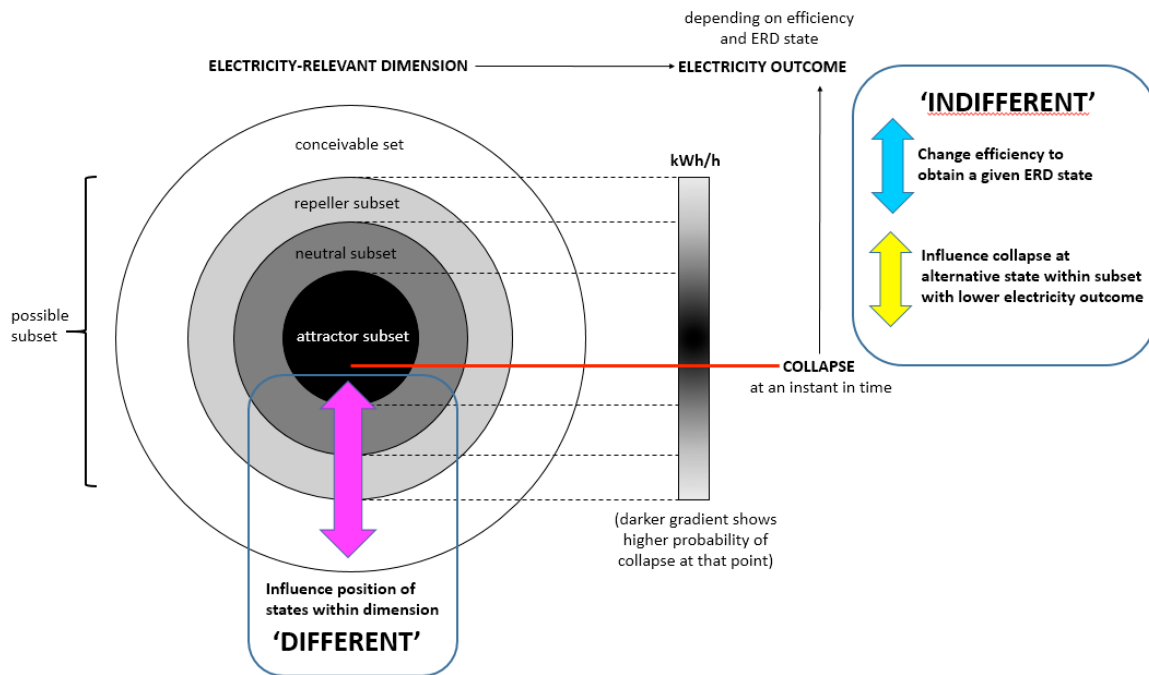 depending on efficiency
and ERD state
ELECTRICITY-RELEVANT DIMENSION
ELECTRICITY OUTCOME
‘INDIFFERENT’
Change efficiency to
obtain a given ERD state
Influence collapse at
alternative state within subset
with lower electricity outcome
conceivable set
kWh/h
repeller subset
neutral subset
possible
subset
attractor subset
COLLAPSE
at an instant in time
(darker gradient shows
higher probability of
collapse at that point)
Influence position of
states within dimension
‘DIFFERENT’